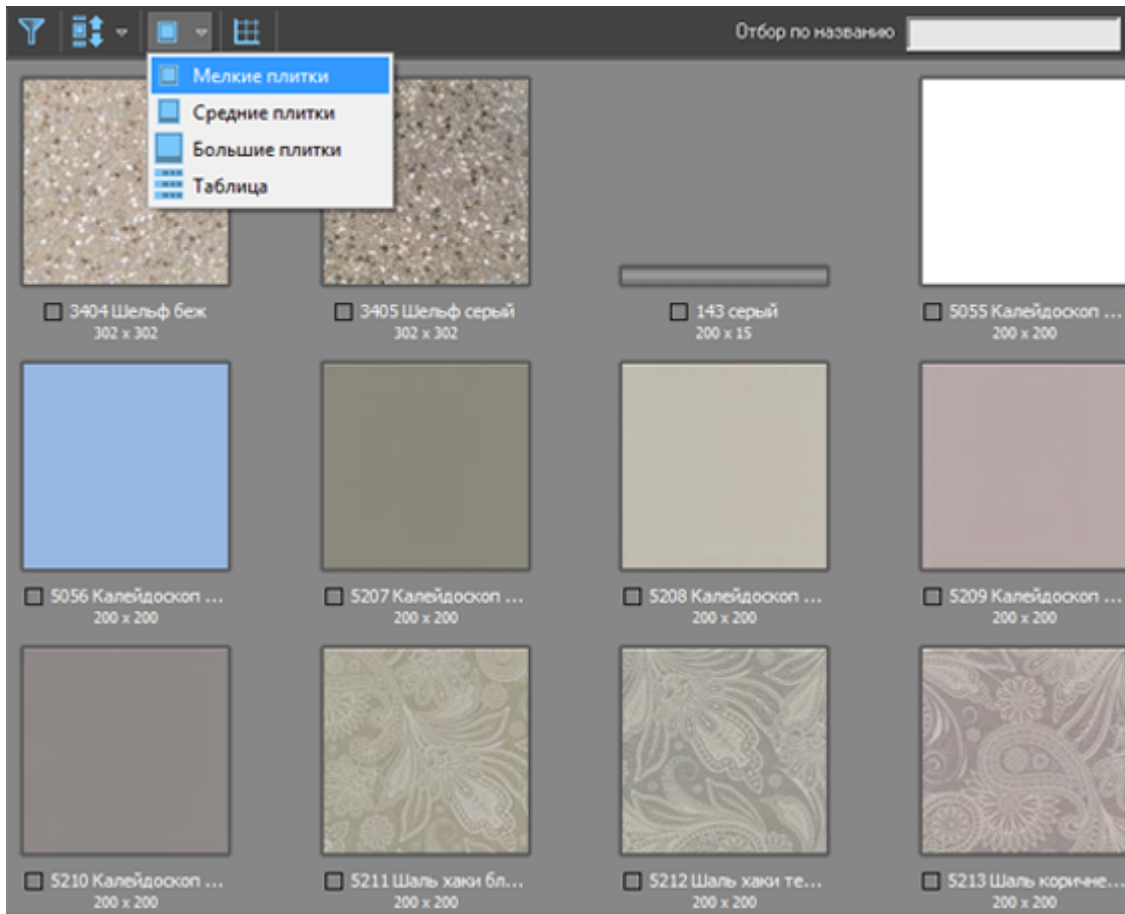 Отбор по названию
Мелкие плитки
Средние плитки
Большие плитки
Таблица
3404 Шельф беж
302 x 302
3405 Шельф серый
302 x 302
143 серый
200 x 15
5055 Калейдоскоп ...
200 x 200
5056 Калейдоскоп ...
200 x 200
5207 Калейдоскоп ...
200 x 200
5208 Калейдоскоп ...
200 x 200
5209 Калейдоскоп ...
200 x 200
5210 Калейдоскоп ...
200 x 200
5211 Шаль хаки бл...
200 x 200
5212 Шаль хаки те...
200 x 200
5213 Шаль коричне...
200 x 200